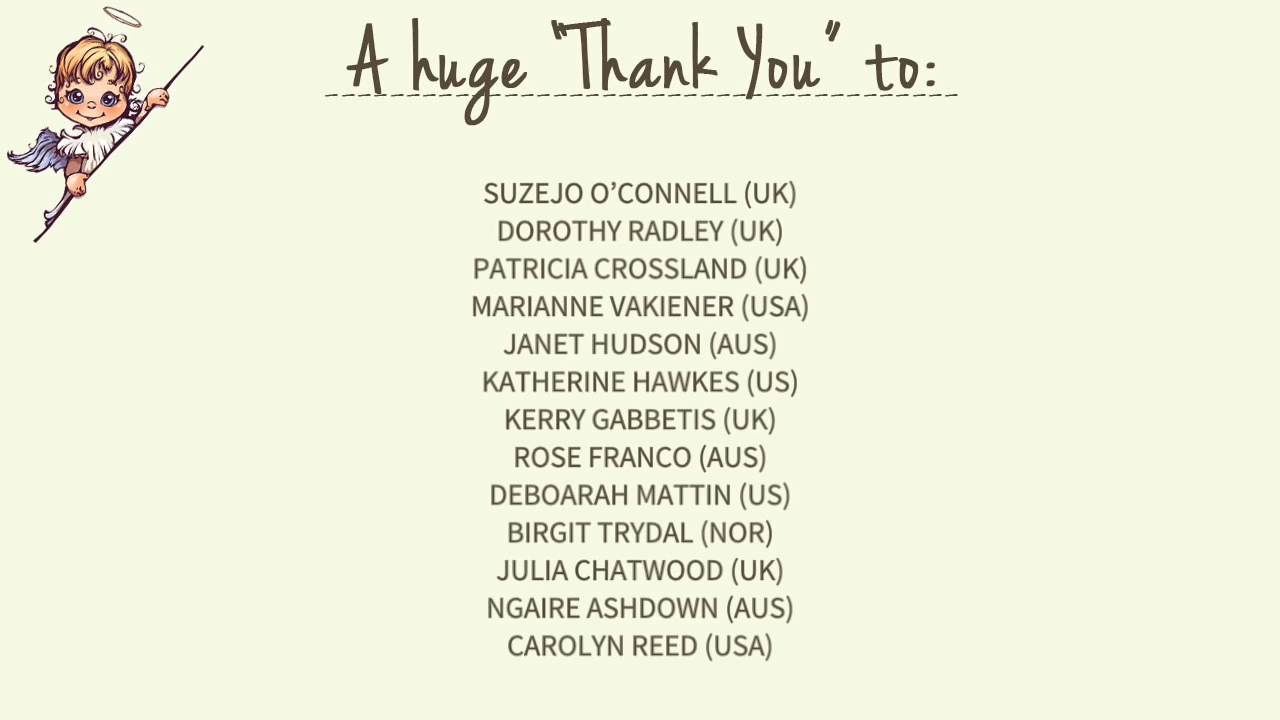 A huge "Thank You" to:
SUZEJO O’CONNELL (UK)
DOROTHY RADLEY (UK)
PATRICIA CROSSLAND (UK)
MARIANNE VAKIENER (USA)
JANET HUDSON (AUS)
KATHERINE HAWKES (US)
KERRY GABBETIS (UK)
ROSE FRANCO (AUS)
DEBOARAH MATTIN (US)
BIRGIT TRYDAL (NOR)
JULIA CHATWOOD (UK)
NGAIRE ASHDOWN (AUS)
CAROLYN REED (USA)